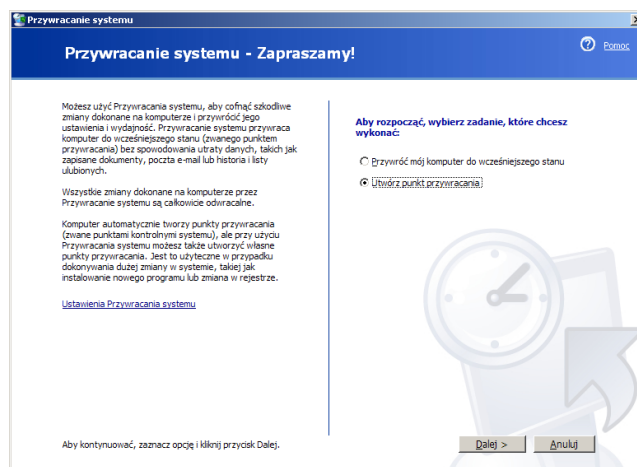 Przywracanie systemu
Przywracanie systemu - Zapraszamy!
Pomoc
Możesz użyć Przywracania systemu, aby cofnąć szkodliwe
zmiany dokonane na komputerze i przywrócić jego
ustawienia i wydajność. Przywracanie systemu przywraca
komputer do wcześniejszego stanu (zwanego punktem
przywracania) bez spowodowania utraty danych, takich jak
zapisane dokumenty, poczta e-mail lub historia i listy
ulubionych.
Wszystkie zmiany dokonane na komputerze przez
Przywracanie systemu są całkowicie odwracalne.
Komputer automatycznie tworzy punkty przywracania
(zwane punktami kontrolnymi systemu), ale przy użyciu
Przywracania systemu możesz także utworzyć własne
punkty przywracania. Jest to użyteczne w przypadku
dokonywania dużej zmiany w systemie, takiej jak
instalowanie nowego programu lub zmiana w rejestrze.
Ustawienia Przywracania systemu
Aby rozpocząć, wybierz zadanie, które chcesz
wykonać:
Przywróć mój komputer do wcześniejszego stanu
Utwórz punkt przywracania
Aby kontynuować, zaznacz opcję i kliknij przycisk Dalej.
Dalej >
Anuluj